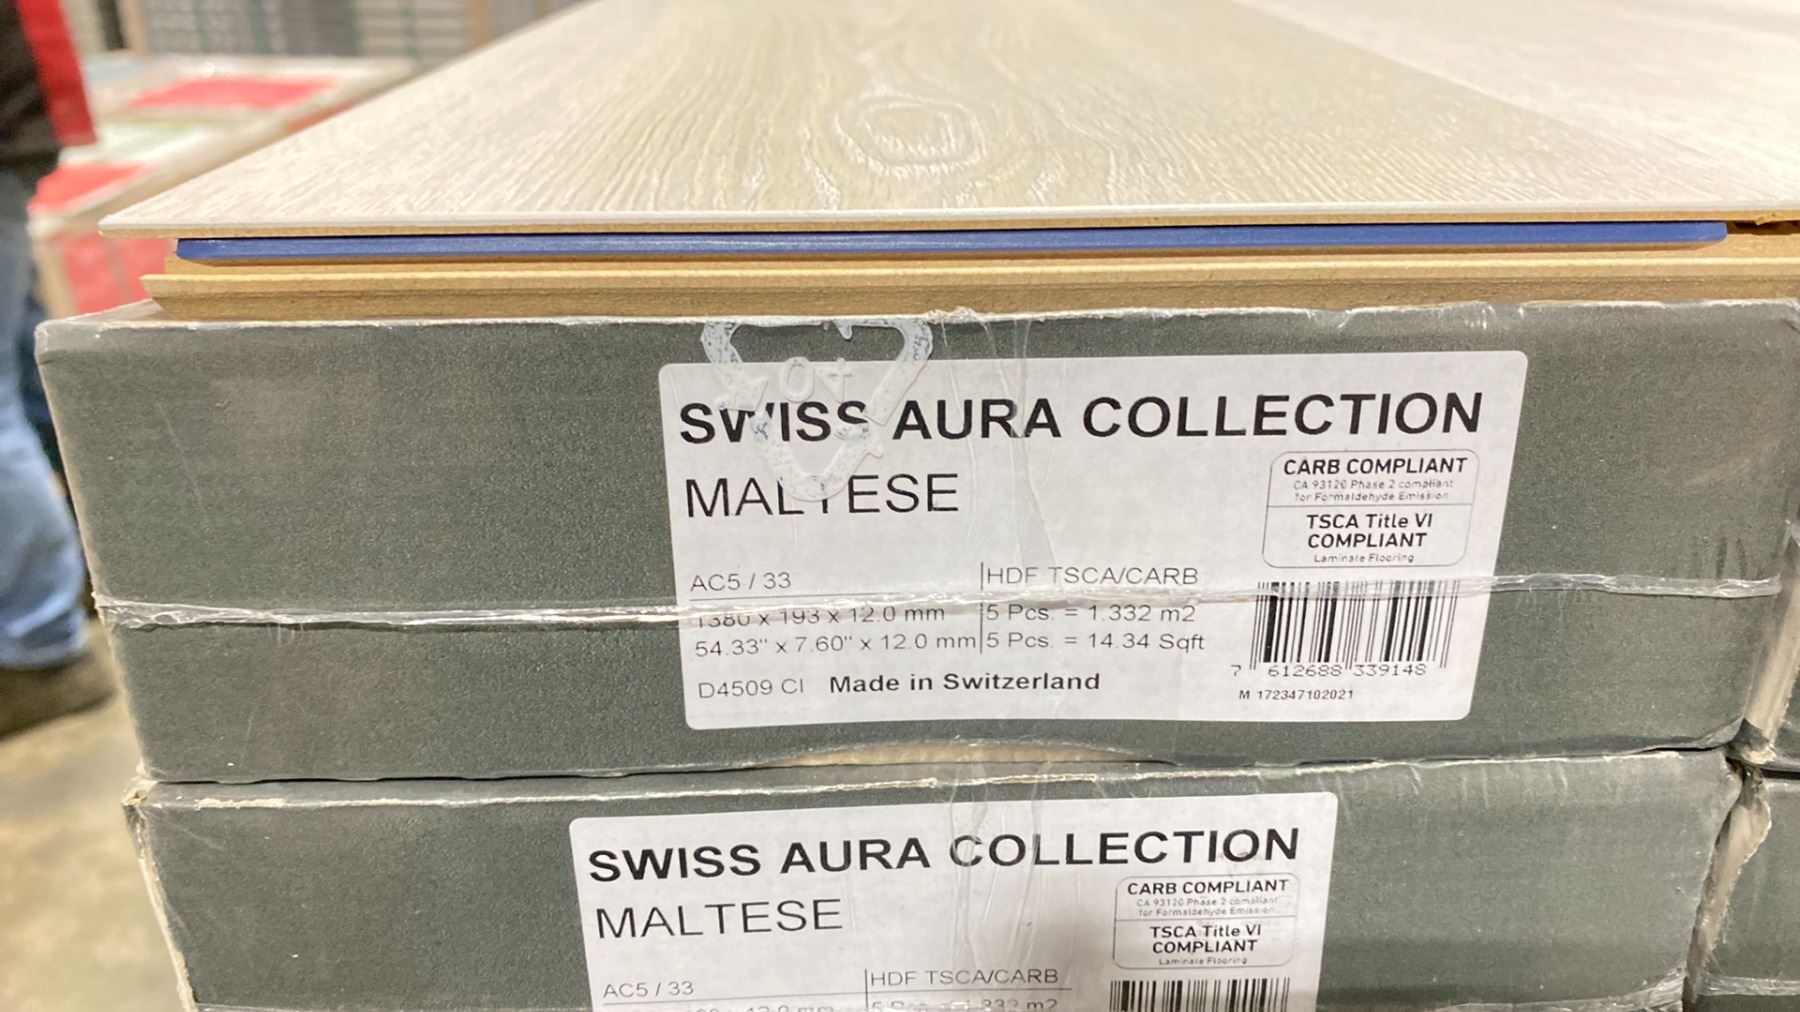 SWISS AURA COLLECTION
MALTESE
CARB COMPLIANT
CA 93120 Phase 2 compliant
for Formaldehyde Emission
TSCA Title VI
COMPLIANT
Laminate Flooring
AC5 / 33 HDF TSCA/CARB
1380 x 193 x 12.0 mm 5 Pcs. = 1.332 m2
54.33" x 7.60" x 12.0 mm 5 Pcs. = 14.34 Sqft
D4509 CI Made in Switzerland
7 612688 339148
M 172347102021
SWISS AURA COLLECTION
MALTESE
CARB COMPLIANT
CA 93120 Phase 2 compliant
for Formaldehyde Emission
TSCA Title VI
COMPLIANT
Laminate Flooring
AC5 / 33 HDF TSCA/CARB